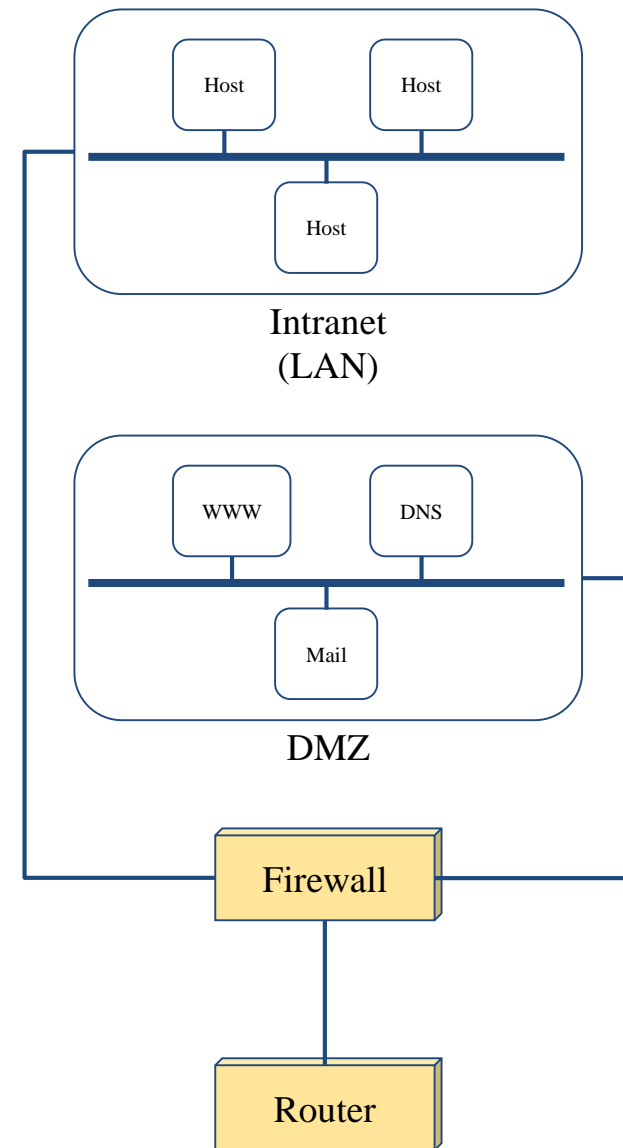 Host
Host
Host
Intranet
(LAN)
WWW
DNS
Mail
DMZ
Firewall
Router